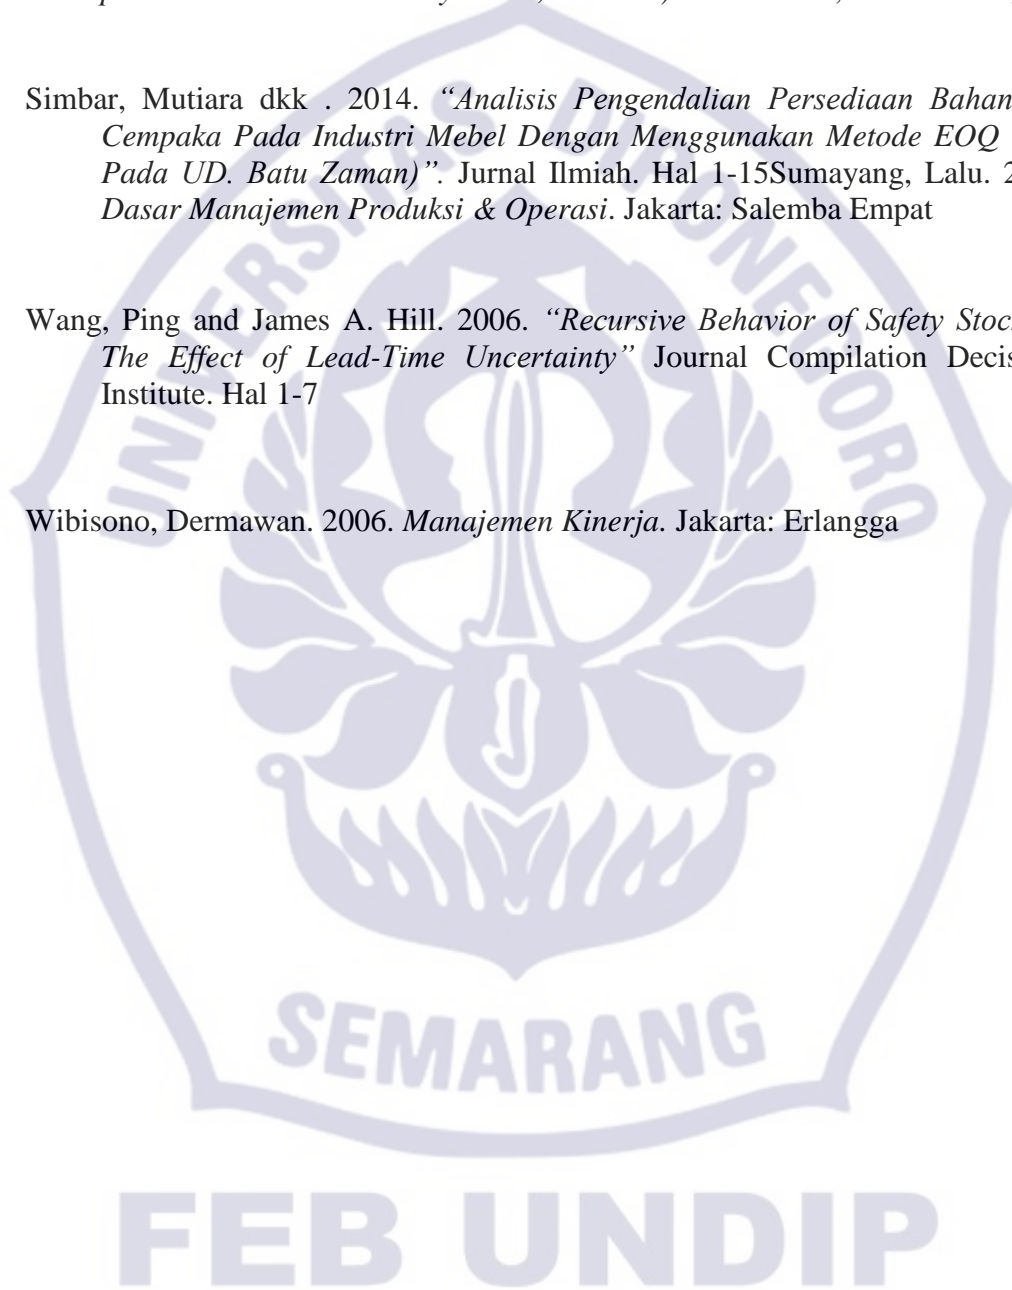 Simbar, Mutiara dkk . 2014. “Analisis Pengendalian Persediaan Bahan
Cempaka Pada Industri Mebel Dengan Menggunakan Metode EOQ
Pada UD. Batu Zaman)”. Jurnal Ilmiah. Hal 1-15Sumayang, Lalu. 2
Dasar Manajemen Produksi & Operasi. Jakarta: Salemba Empat
Wang, Ping and James A. Hill. 2006. “Recursive Behavior of Safety Stoc
The Effect of Lead-Time Uncertainty” Journal Compilation Decis
Institute. Hal 1-7
Wibisono, Dermawan. 2006. Manajemen Kinerja. Jakarta: Erlangga
UNIVERSITAS DIPONEGORO
SEMARANG
FEB UNDIP